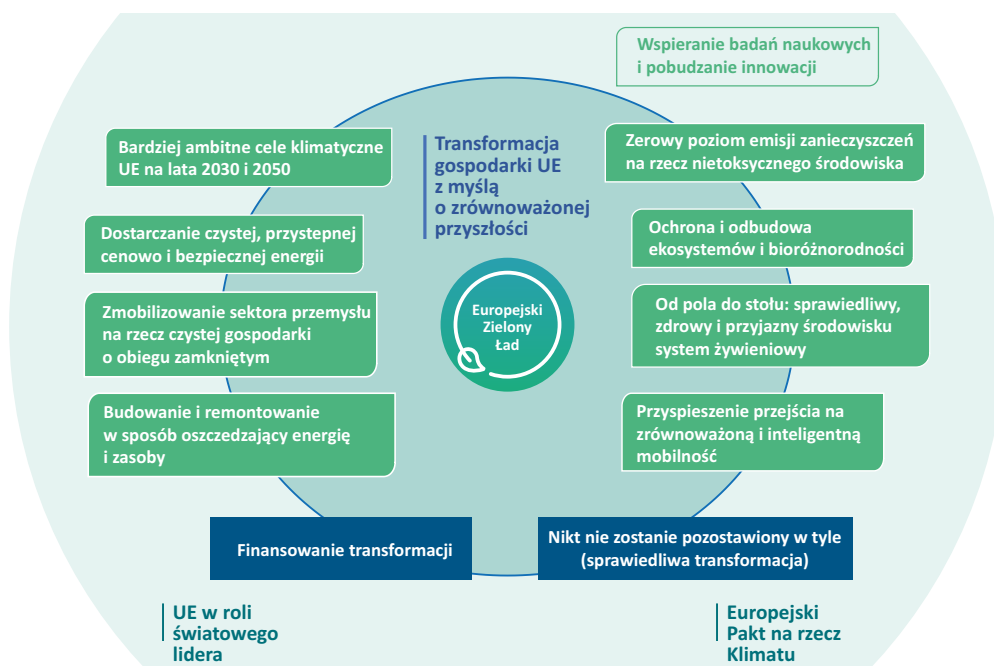 Wspieranie badań naukowych
i pobudzanie innowacji
Bardziej ambitne cele klimatyczne
UE na lata 2030 i 2050
Transformacja
gospodarki UE
z myślą
o zrównoważonej
przyszłości
Zerowy poziom emisji zanieczyszczeń
na rzecz nietoksycznego środowiska
Dostarczanie czystej, przystepnej
cenowo i bezpiecznej energii
Ochrona i odbudowa
ekosystemów i bioróżnorodności
Zmobilizowanie sektora przemysłu
na rzecz czystej gospodarki
o obiegu zamkniętym
Europejski
Zielony
Ład
Od pola do stołu: sprawiedliwy,
zdrowy i przyjazny środowisku
system żywieniowy
Budowanie i remontowanie
w sposób oszczedzający energię
i zasoby
Przyspieszenie przejścia na
zrównoważoną i inteligentną
mobilność
Finansowanie transformacji
Nikt nie zostanie pozostawiony w tyle
(sprawiedliwa transformacja)
UE w roli
światowego
lidera
Europejski
Pakt na rzecz
Klimatu